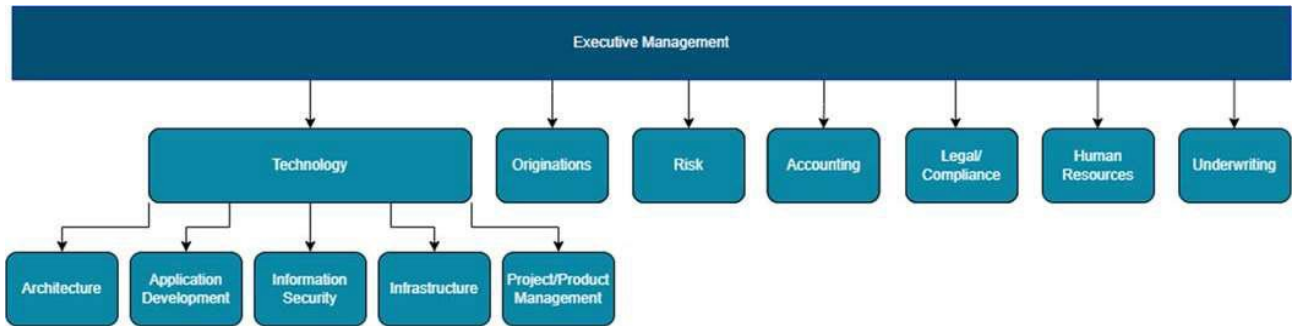 Executive Management
Technology
Originations
Risk
Accounting
Legal/
Compliance
Human
Resources
Underwriting
Architecture
Application
Development
Information
Security
Infrastructure
Project/Product
Management